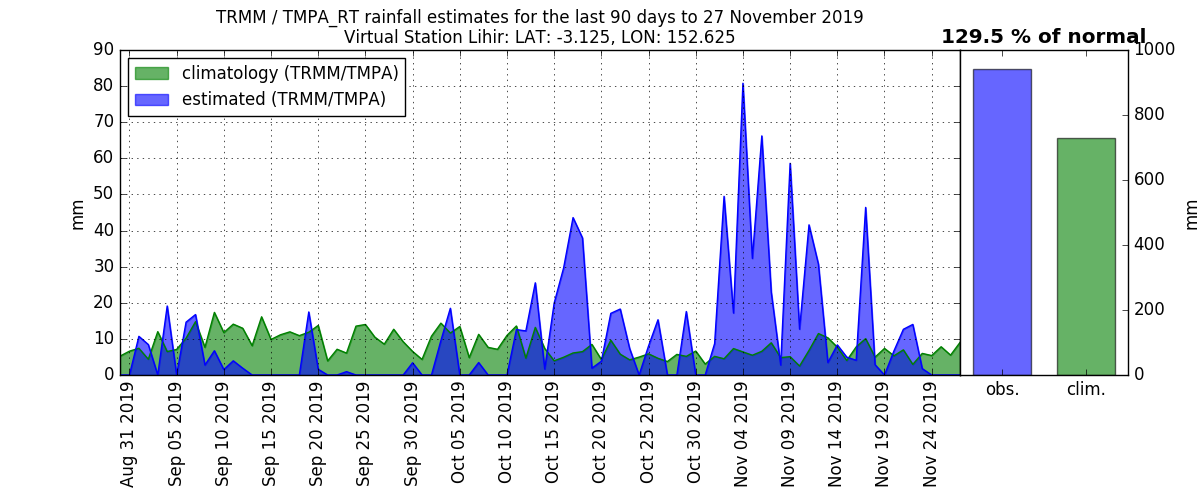 TRMM / TMPA_RT rainfall estimates for the last 90 days to 27 November 2019
Virtual Station Lihir: LAT: -3.125, LON: 152.625
129.5 % of normal
climatology (TRMM/TMPA)
estimated (TRMM/TMPA)
mm
90
80
70
60
50
40
30
20
10
0
Aug 31 2019
Sep 05 2019
Sep 10 2019
Sep 15 2019
Sep 20 2019
Sep 25 2019
Sep 30 2019
Oct 05 2019
Oct 10 2019
Oct 15 2019
Oct 20 2019
Oct 25 2019
Oct 30 2019
Nov 04 2019
Nov 09 2019
Nov 14 2019
Nov 19 2019
Nov 24 2019
obs.
clim.
1000
800
600
400
200
0
mm